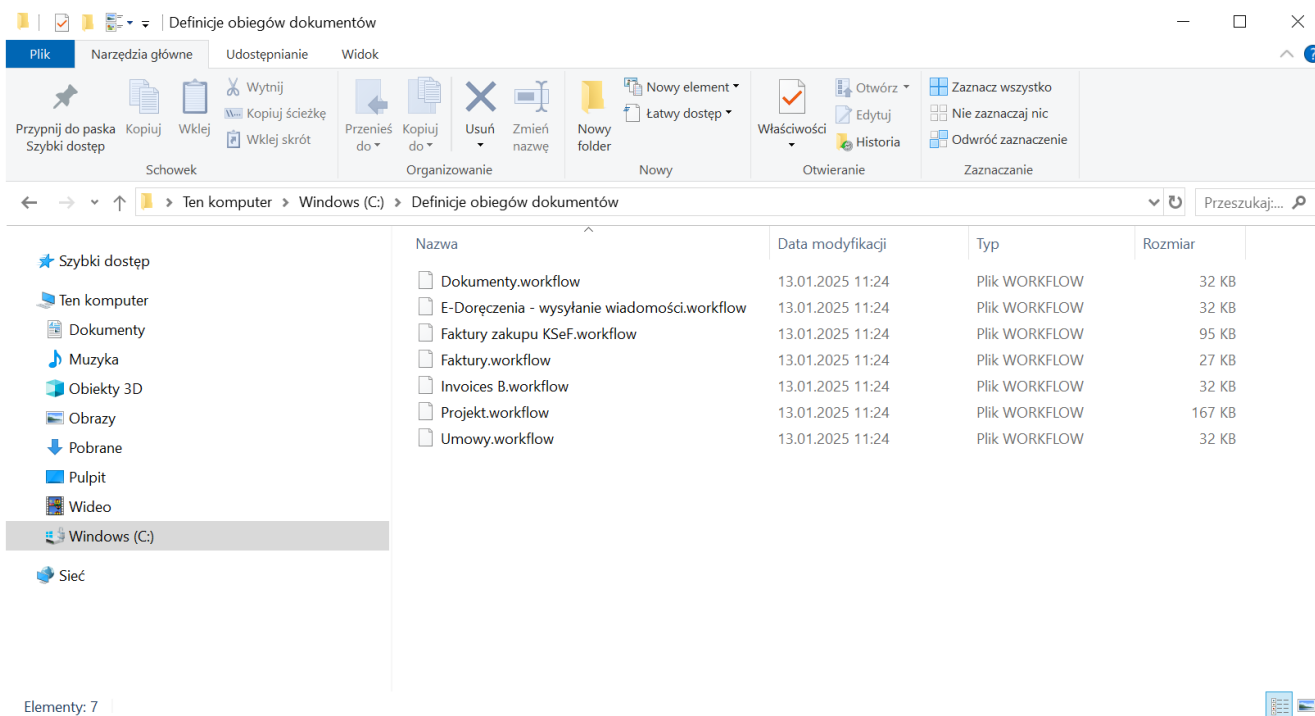 Definicje obiegów dokumentów
Plik Narzędzia główne Udostępnianie Widok
Przypnij do paska Szybki dostęp
Kopiuj
Wklej
Wytnij
Kopiuj ścieżkę
Wklej skrót
Schowek
Przenieś do
Kopiuj do
Usuń
Zmień nazwę
Organizowanie
Nowy folder
Nowy element
Łatwy dostęp
Nowy
Właściwości
Otwórz
Edytuj
Historia
Otwieranie
Zaznacz wszystko
Nie zaznaczaj nic
Odwróć zaznaczenie
Zaznaczanie
Ten komputer Windows (C:) Definicje obiegów dokumentów
Przeszukaj:...
Szybki dostęp
Ten komputer
Dokumenty
Muzyka
Obiekty 3D
Obrazy
Pobrane
Pulpit
Wideo
Windows (C:)
Sieć
Nazwa Data modyfikacji Typ Rozmiar
Dokumenty.workflow 13.01.2025 11:24 Plik WORKFLOW 32 KB
E-Doręczenia - wysyłanie wiadomości.workflow 13.01.2025 11:24 Plik WORKFLOW 32 KB
Faktury zakupu KSeF.workflow 13.01.2025 11:24 Plik WORKFLOW 95 KB
Faktury.workflow 13.01.2025 11:24 Plik WORKFLOW 27 KB
Invoices B.workflow 13.01.2025 11:24 Plik WORKFLOW 32 KB
Projekt.workflow 13.01.2025 11:24 Plik WORKFLOW 167 KB
Umowy.workflow 13.01.2025 11:24 Plik WORKFLOW 32 KB
Elementy: 7